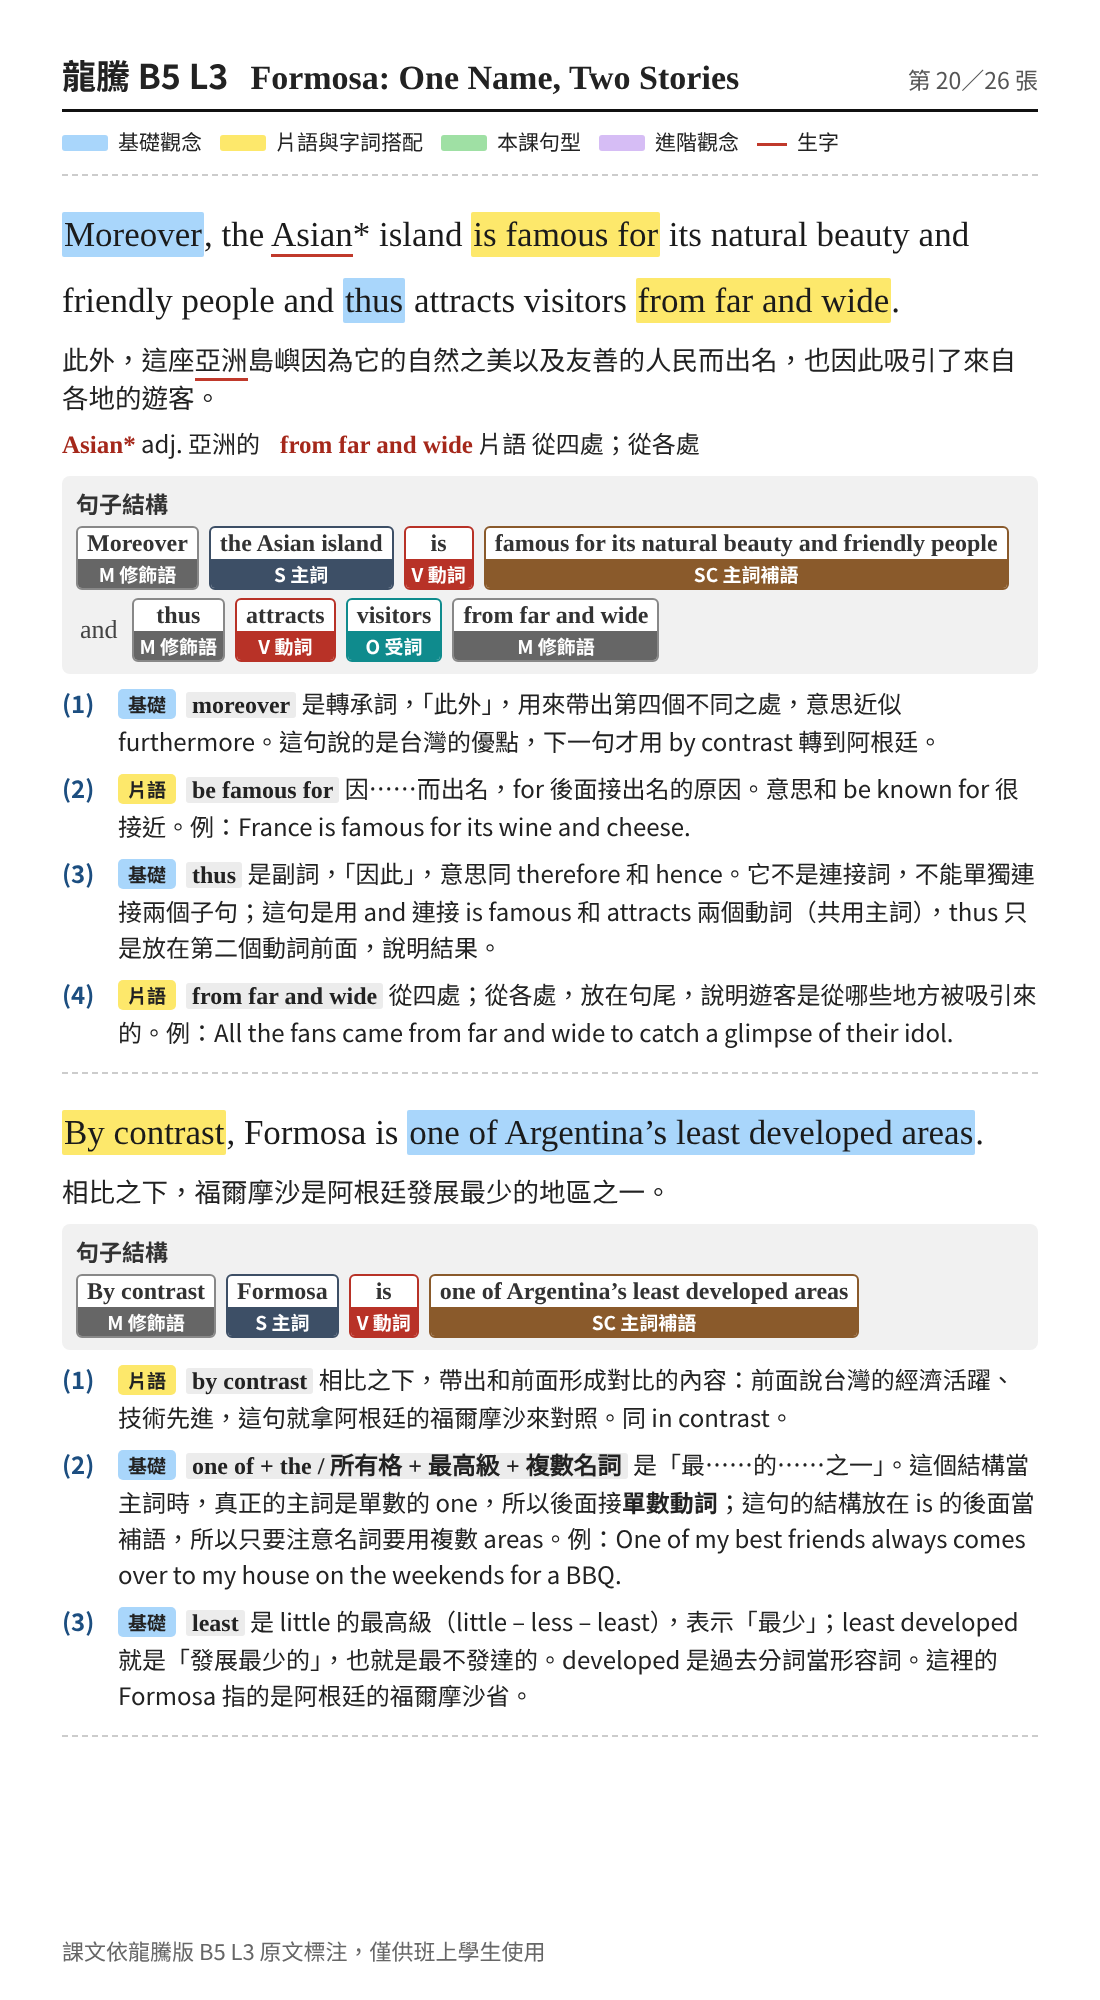 龍騰 B5 L3 Formosa: One Name, Two Stories 第 20／26 張
基礎觀念 片語與字詞搭配 本課句型 進階觀念 生字
Moreover, the Asian* island is famous for its natural beauty and
friendly people and thus attracts visitors from far and wide.
此外，這座亞洲島嶼因為它的自然之美以及友善的人民而出名，也因此吸引了來自
各地的遊客。
Asian* adj. 亞洲的 from far and wide 片語 從四處；從各處
句子結構
Moreover the Asian island is famous for its natural beauty and friendly people
M 修飾語 S 主詞 V 動詞 SC 主詞補語
and thus attracts visitors from far and wide
M 修飾語 V 動詞 O 受詞 M 修飾語
(1) 基礎 moreover 是轉承詞，「此外」，用來帶出第四個不同之處，意思近似
furthermore。這句說的是台灣的優點，下一句才用 by contrast 轉到阿根廷。
(2) 片語 be famous for 因⋯⋯而出名，for 後面接出名的原因。意思和 be known for 很
接近。例：France is famous for its wine and cheese.
(3) 基礎 thus 是副詞，「因此」，意思同 therefore 和 hence。它不是連接詞，不能單獨連
接兩個子句；這句是用 and 連接 is famous 和 attracts 兩個動詞（共用主詞），thus 只
是放在第二個動詞前面，說明結果。
(4) 片語 from far and wide 從四處；從各處，放在句尾，說明遊客是從哪些地方被吸引來
的。例：All the fans came from far and wide to catch a glimpse of their idol.
By contrast, Formosa is one of Argentina’s least developed areas.
相比之下，福爾摩沙是阿根廷發展最少的地區之一。
句子結構
By contrast Formosa is one of Argentina’s least developed areas
M 修飾語 S 主詞 V 動詞 SC 主詞補語
(1) 片語 by contrast 相比之下，帶出和前面形成對比的內容：前面說台灣的經濟活躍、
技術先進，這句就拿阿根廷的福爾摩沙來對照。同 in contrast。
(2) 基礎 one of + the / 所有格 + 最高級 + 複數名詞 是「最⋯⋯的⋯⋯之一」。這個結構當
主詞時，真正的主詞是單數的 one，所以後面接單數動詞；這句的結構放在 is 的後面當
補語，所以只要注意名詞要用複數 areas。例：One of my best friends always comes
over to my house on the weekends for a BBQ.
(3) 基礎 least 是 little 的最高級（little – less – least），表示「最少」；least developed
就是「發展最少的」，也就是最不發達的。developed 是過去分詞當形容詞。這裡的
Formosa 指的是阿根廷的福爾摩沙省。
課文依龍騰版 B5 L3 原文標注，僅供班上學生使用